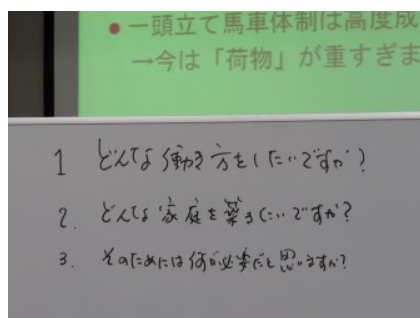 ●一頭立て馬車体制は高度成
→今は「荷物」が重すぎま
1 どんな働き方をしたいですか?
2. どんな家庭を築きたいですか?
3. そのためには何が必要だと思いますか?